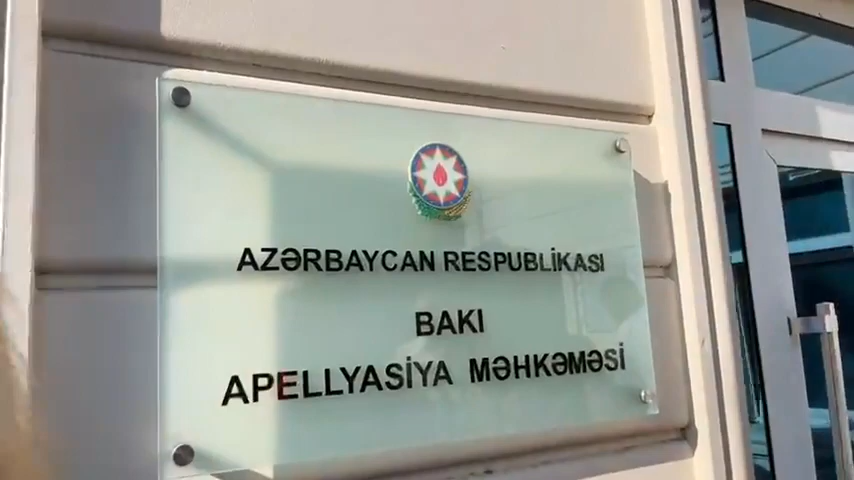 AZƏRBAYCAN RESPUBLİKASI
BAKI
APELLYASİYA MƏHKƏMƏSİ